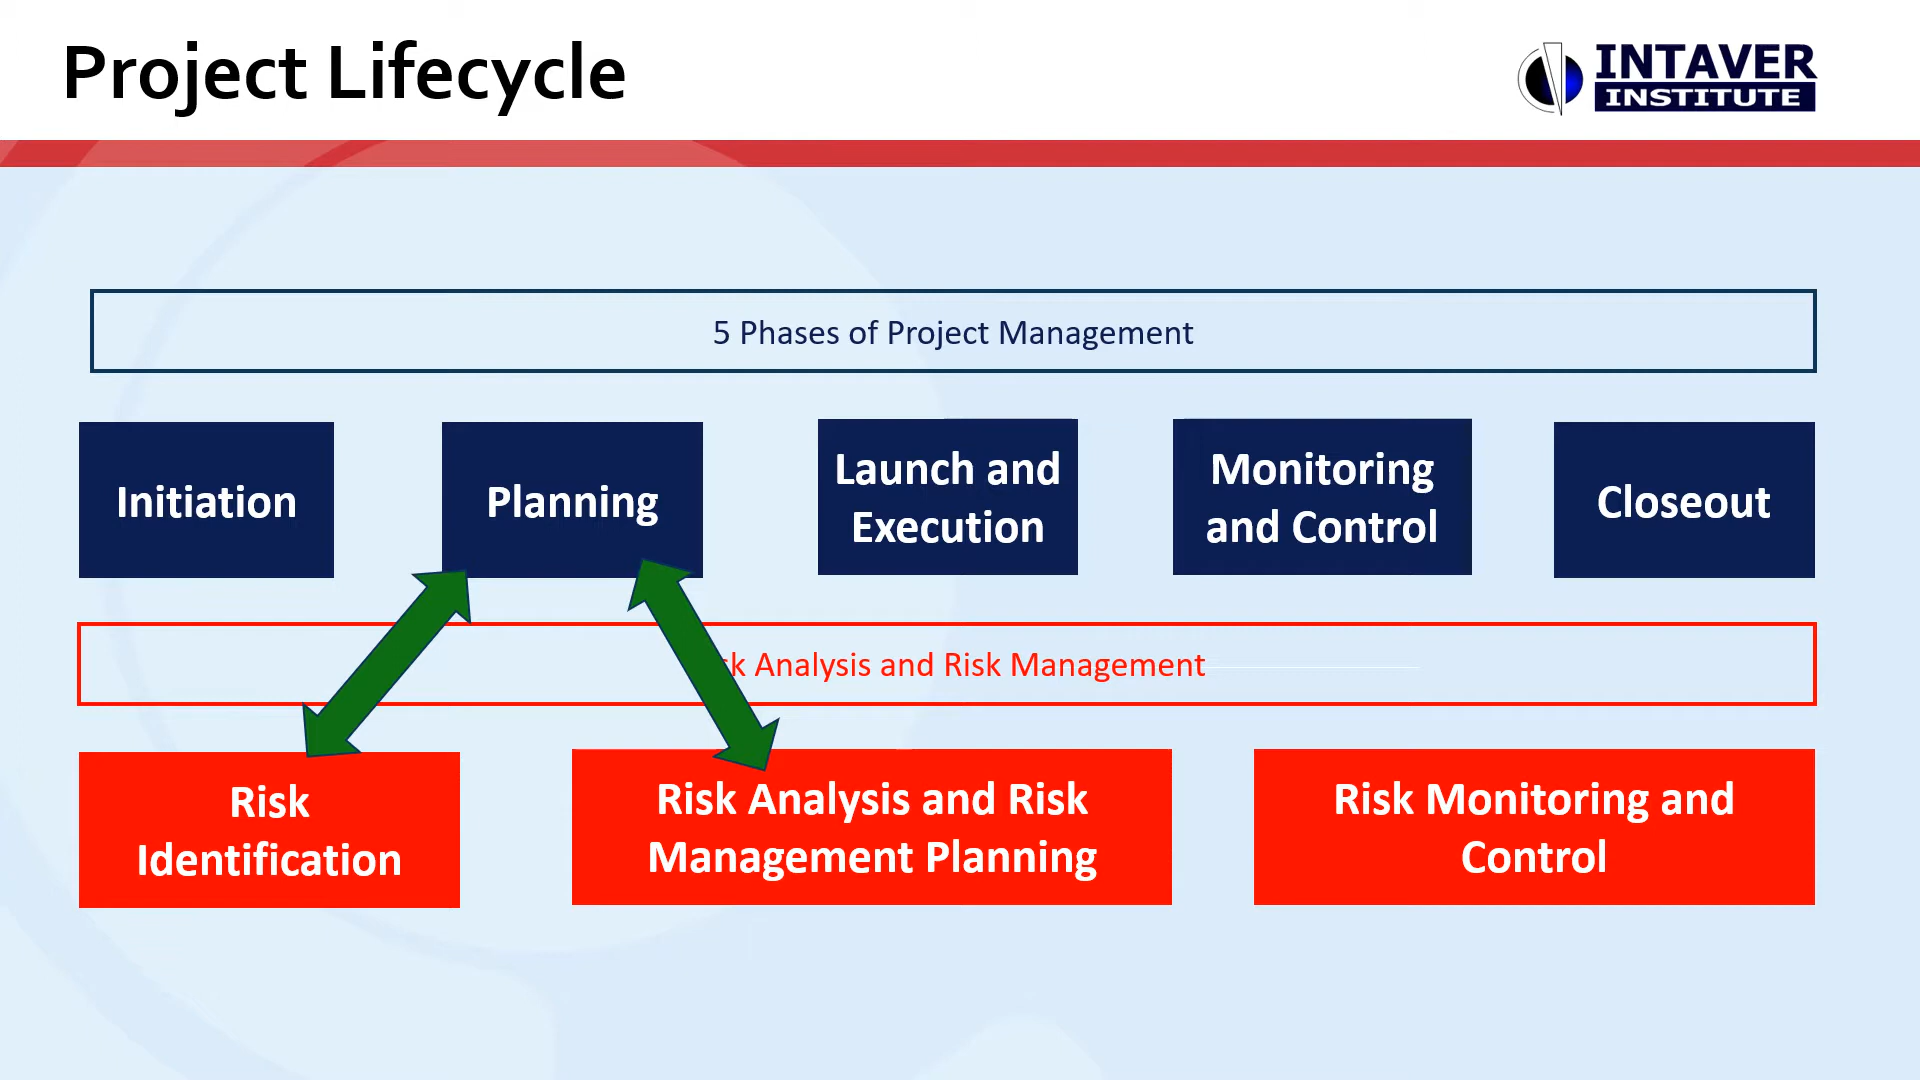 Project Lifecycle
INTAVER
INSTITUTE
5 Phases of Project Management
Initiation
Planning
Launch and
Execution
Monitoring
and Control
Closeout
Analysis and Risk Management
Risk
Identification
Risk Analysis and Risk
Management Planning
Risk Monitoring and
Control